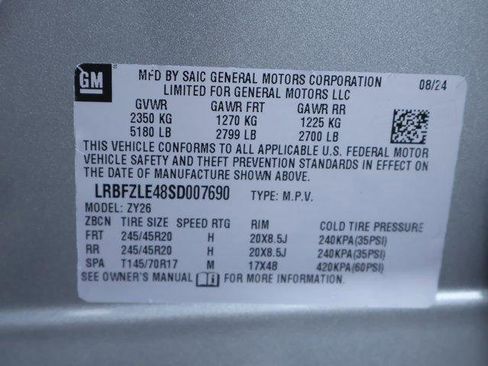 GM
MFD BY SAIC GENERAL MOTORS CORPORATION 08/24
LIMITED FOR GENERAL MOTORS LLC
GVWR GAWR FRT GAWR RR
2350 KG 1270 KG 1225 KG
5180 LB 2799 LB 2700 LB
THIS VEHICLE CONFORMS TO ALL APPLICABLE U.S. FEDERAL MOTOR
VEHICLE SAFETY AND THEFT PREVENTION STANDARDS IN EFFECT ON
THE DATE OF MANUFACTURE SHOWN ABOVE.
LRBFZLE48SD007690 TYPE: M.P.V.
MODEL: ZY26
ZBCN TIRE SIZE SPEED RTG RIM COLD TIRE PRESSURE
FRT 245/45R20 H 20X8.5J 240KPA(35PSI)
RR 245/45R20 H 20X8.5J 240KPA(35PSI)
SPA T145/70R17 M 17X4B 420KPA(60PSI)
SEE OWNER'S MANUAL FOR MORE INFORMATION.